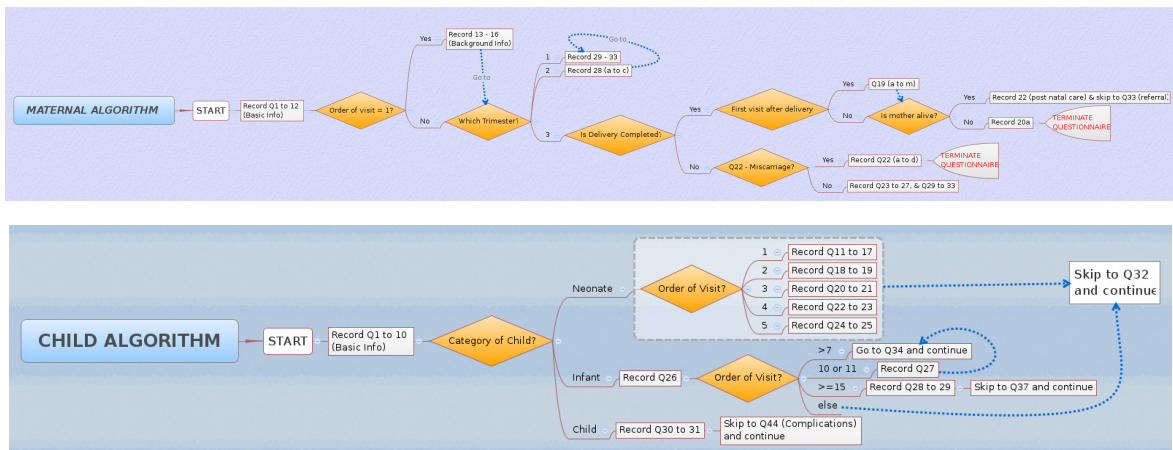 MATERNAL ALGORITHM
START
Record Q1 to 12
(Basic Info)
Order of visit = 1?
Yes
Record 13 - 16
(Background Info)
Go to
No
Which Trimester?
1
Record 29 - 33
Go to
2
Record 28 (a to c)
3
Is Delivery Completed?
Yes
First visit after delivery
Yes
Q19 (a to m)
No
Is mother alive?
Yes
Record 22 (post natal care) & skip to Q33 (referral)
No
Record 20a
TERMINATE
QUESTIONNAIRE
No
Q22 - Miscarriage?
Yes
Record Q22 (a to d)
TERMINATE
QUESTIONNAIRE
No
Record Q23 to 27, & Q29 to 33
CHILD ALGORITHM
START
Record Q1 to 10
(Basic Info)
Category of Child?
Neonate
Order of Visit?
1
Record Q11 to 17
2
Record Q18 to 19
3
Record Q20 to 21
4
Record Q22 to 23
5
Record Q24 to 25
Skip to Q32
and continue
Infant
Record Q26
Order of Visit?
>7
Go to Q34 and continue
10 or 11
Record Q27
>=15
Record Q28 to 29
Skip to Q37 and continue
else
Child
Record Q30 to 31
Skip to Q44 (Complications)
and continue